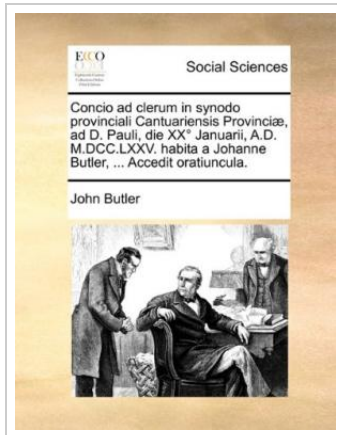 ECCO
Social Sciences
Concio ad clerum in synodo
provinciali Cantuariensis Provinciæ,
ad D. Pauli, die XX° Januarii, A.D.
M.DCC.LXXV. habita a Johanne
Butler, ... Accedit oratiuncula.
John Butler